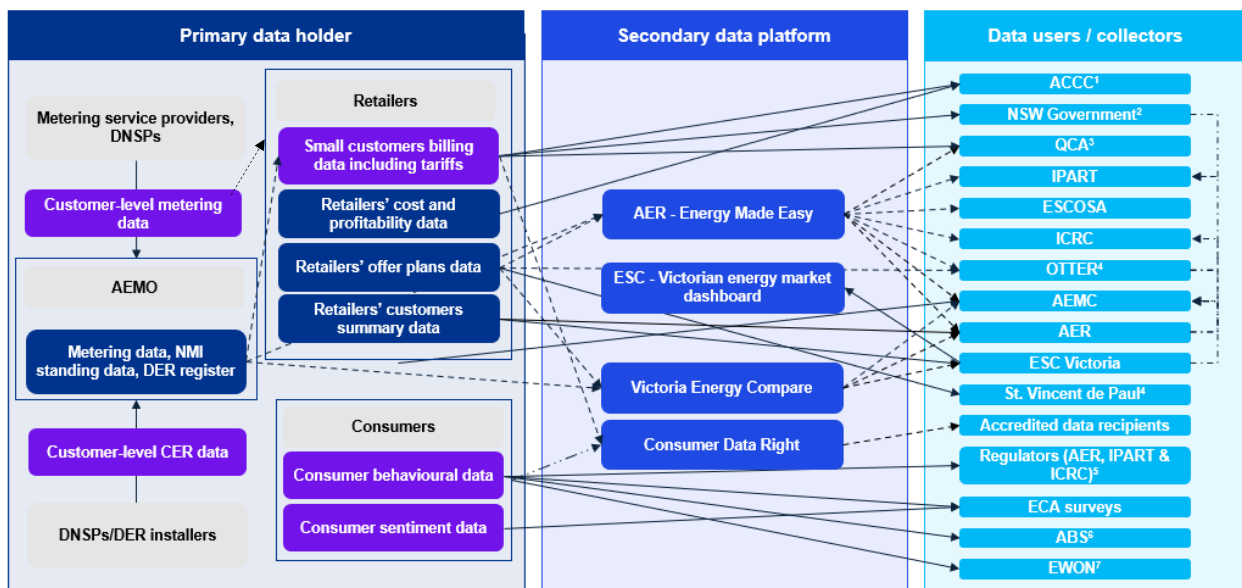 Primary data holder
Metering service providers,
DNSPs
Customer-level metering
data
AEMO
Metering data, NMI
standing data, DER register
Customer-level CER data
DNSPs/DER installers
Retailers
Small customers billing
data including tariffs
Retailers’ cost and
profitability data
Retailers’ offer plans data
Retailers’ customers
summary data
Consumers
Consumer behavioural data
Consumer sentiment data
Secondary data platform
AER - Energy Made Easy
ESC - Victorian energy market
dashboard
Victoria Energy Compare
Consumer Data Right
Data users / collectors
ACCC¹
NSW Government²
QCA³
IPART
ESCOSA
ICRC
OTTER⁴
AEMC
AER
ESC Victoria
St. Vincent de Paul⁴
Accredited data recipients
Regulators (AER, IPART &
ICRC)⁵
ECA surveys
ABS⁶
EWON⁷